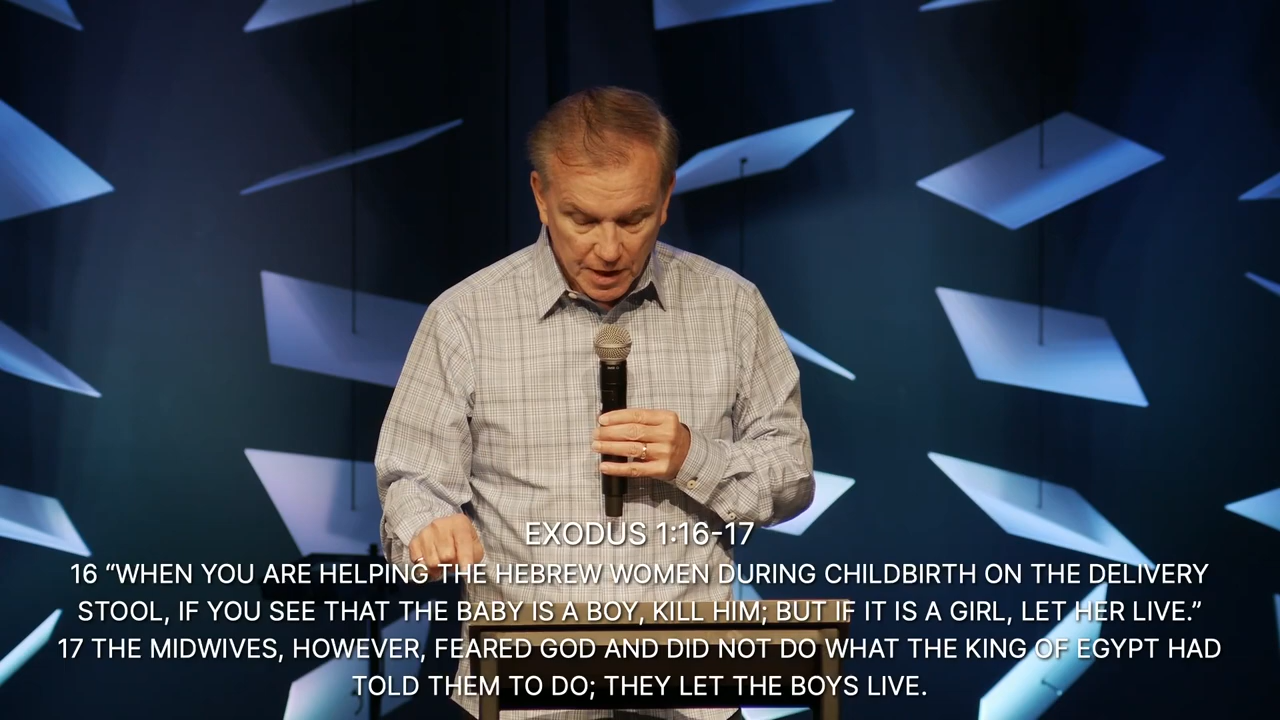 EXODUS 1:16-17
16 “WHEN YOU ARE HELPING THE HEBREW WOMEN DURING CHILDBIRTH ON THE DELIVERY
STOOL, IF YOU SEE THAT THE BABY IS A BOY, KILL HIM; BUT IF IT IS A GIRL, LET HER LIVE.”
17 THE MIDWIVES, HOWEVER, FEARED GOD AND DID NOT DO WHAT THE KING OF EGYPT HAD
TOLD THEM TO DO; THEY LET THE BOYS LIVE.